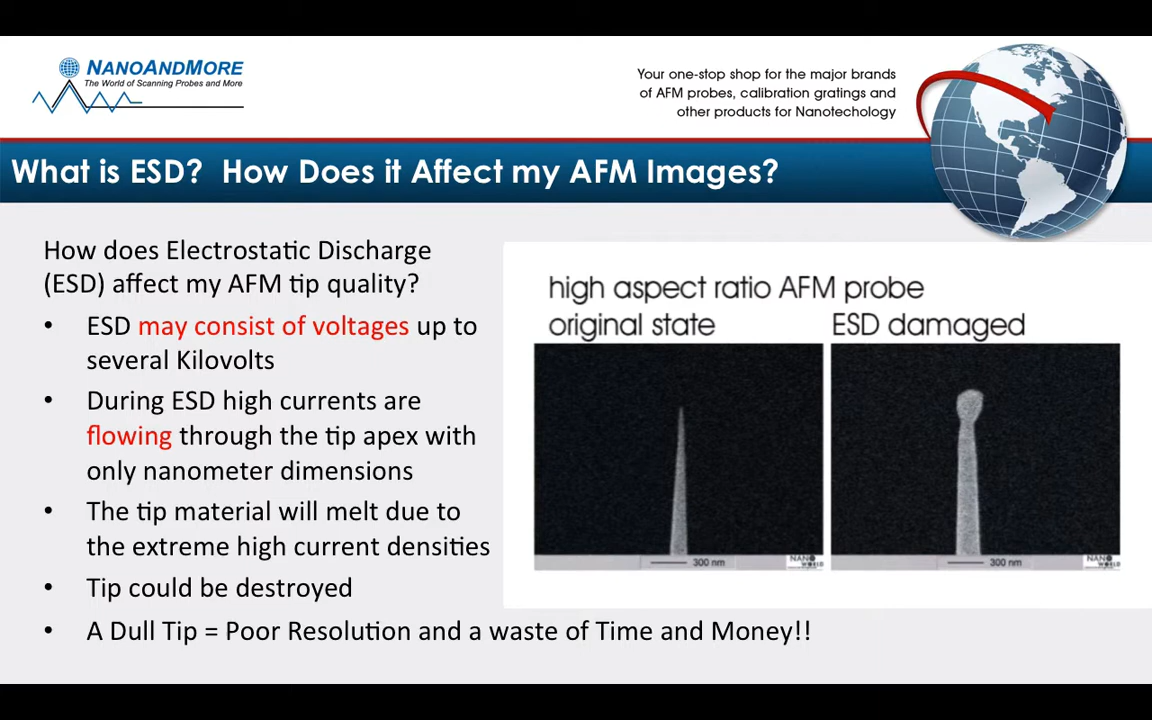 NANOANDMORE
The World of Scanning Probes and More
Your one-stop shop for the major brands
of AFM probes, calibration gratings and
other products for Nanotechology
What is ESD?  How Does it Affect my AFM Images?
How does Electrostatic Discharge
(ESD) affect my AFM tip quality?
• ESD may consist of voltages up to
several Kilovolts
• During ESD high currents are
flowing through the tip apex with
only nanometer dimensions
• The tip material will melt due to
the extreme high current densities
• Tip could be destroyed
• A Dull Tip = Poor Resolution and a waste of Time and Money!!
high aspect ratio AFM probe
original state
ESD damaged
300 nm
NANO WORLD
300 nm
NANO WORLD